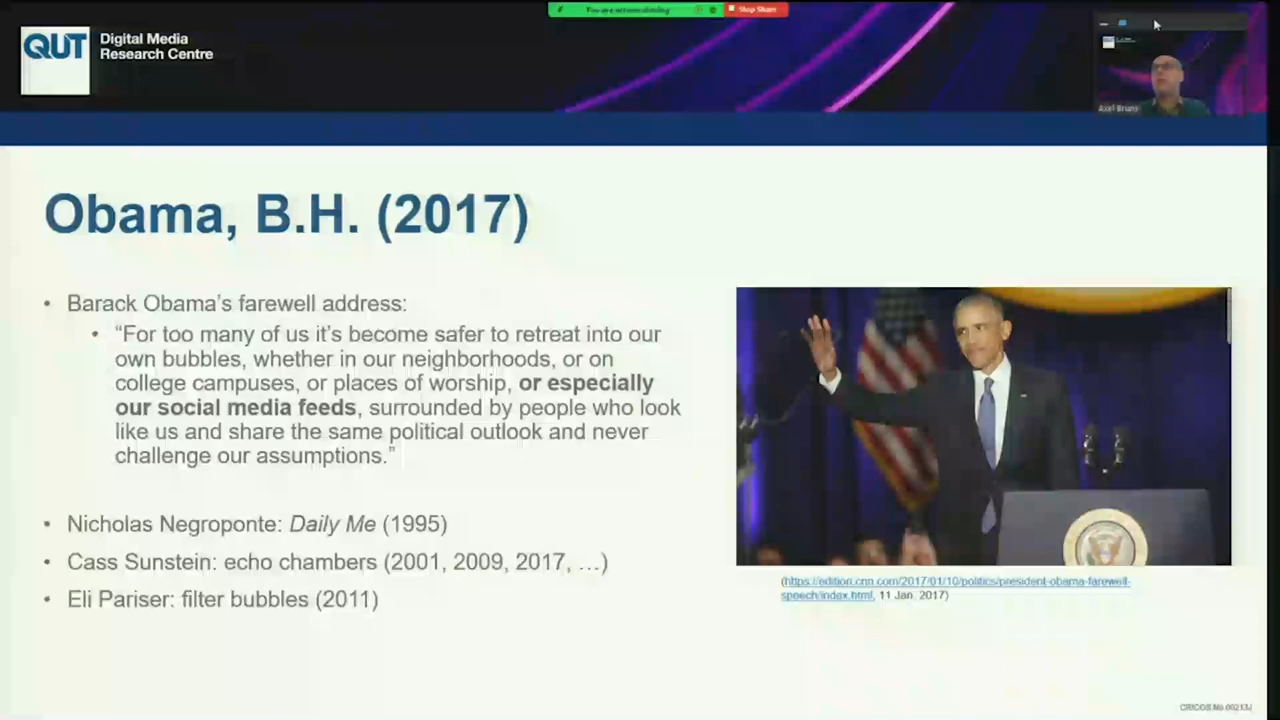 You are screen sharing
Stop Share
QUT
Digital Media
Research Centre
Axel Bruns
Obama, B.H. (2017)
• Barack Obama's farewell address:
• “For too many of us it's become safer to retreat into our
own bubbles, whether in our neighborhoods, or on
college campuses, or places of worship, or especially
our social media feeds, surrounded by people who look
like us and share the same political outlook and never
challenge our assumptions.”
• Nicholas Negroponte: Daily Me (1995)
• Cass Sunstein: echo chambers (2001, 2009, 2017, …)
• Eli Pariser: filter bubbles (2011)
(https://edition.cnn.com/2017/01/10/politics/president-obama-farewell-
speech/index.html, 11 Jan. 2017)
CRICOS No.00213J